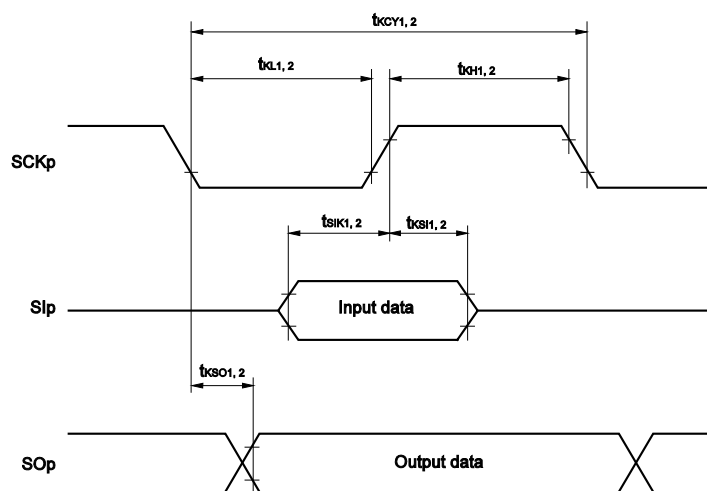 tKCY1, 2
tKL1, 2
tKH1, 2
SCKp
tSIK1, 2
tKSI1, 2
SIp
Input data
tKSO1, 2
SOp
Output data